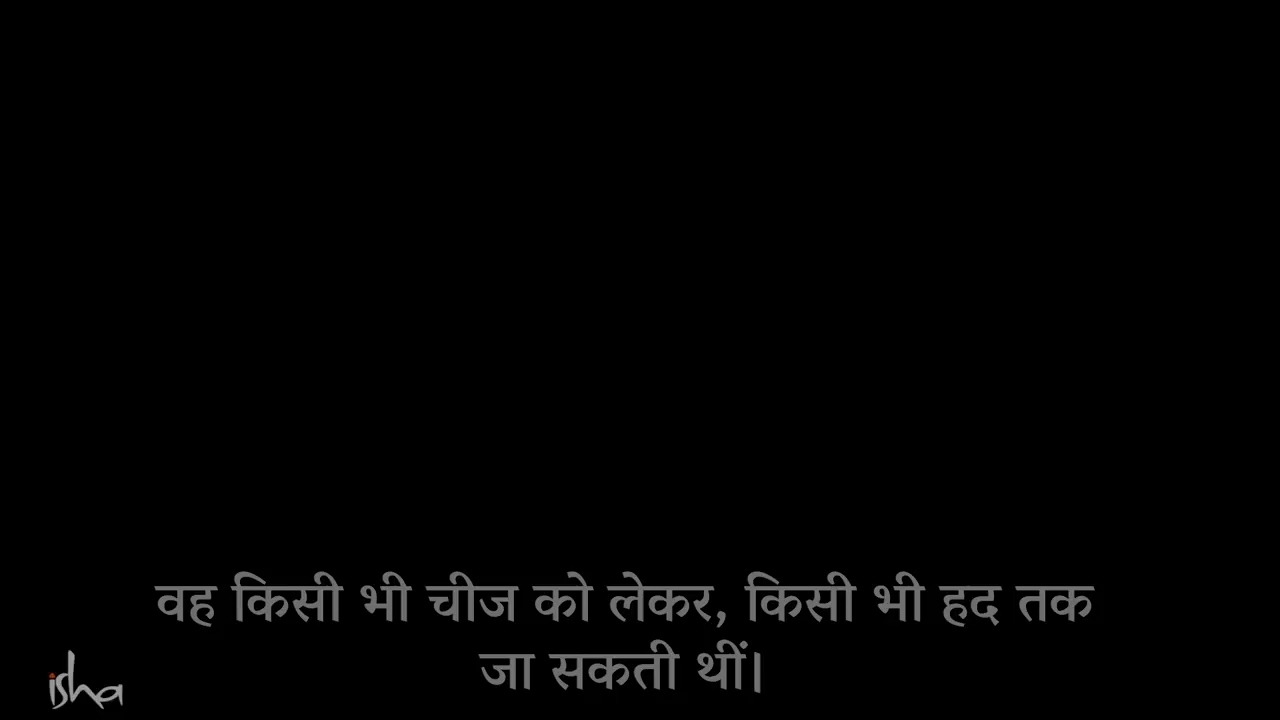 वह किसी भी चीज को लेकर, किसी भी हद तक
जा सकती थीं।
isha